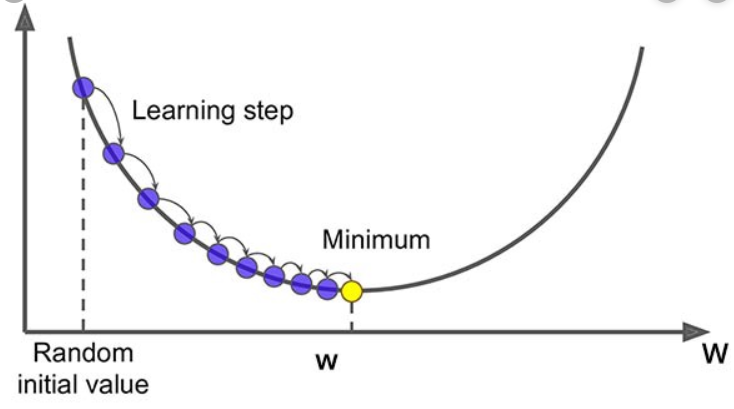 Learning step
Minimum
Random
initial value
w
W